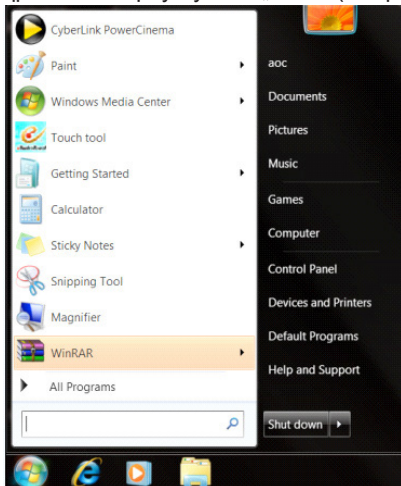 CyberLink PowerCinema
Paint
Windows Media Center
Touch tool
Getting Started
Calculator
Sticky Notes
Snipping Tool
Magnifier
WinRAR
All Programs
aoc
Documents
Pictures
Music
Games
Computer
Control Panel
Devices and Printers
Default Programs
Help and Support
Shut down